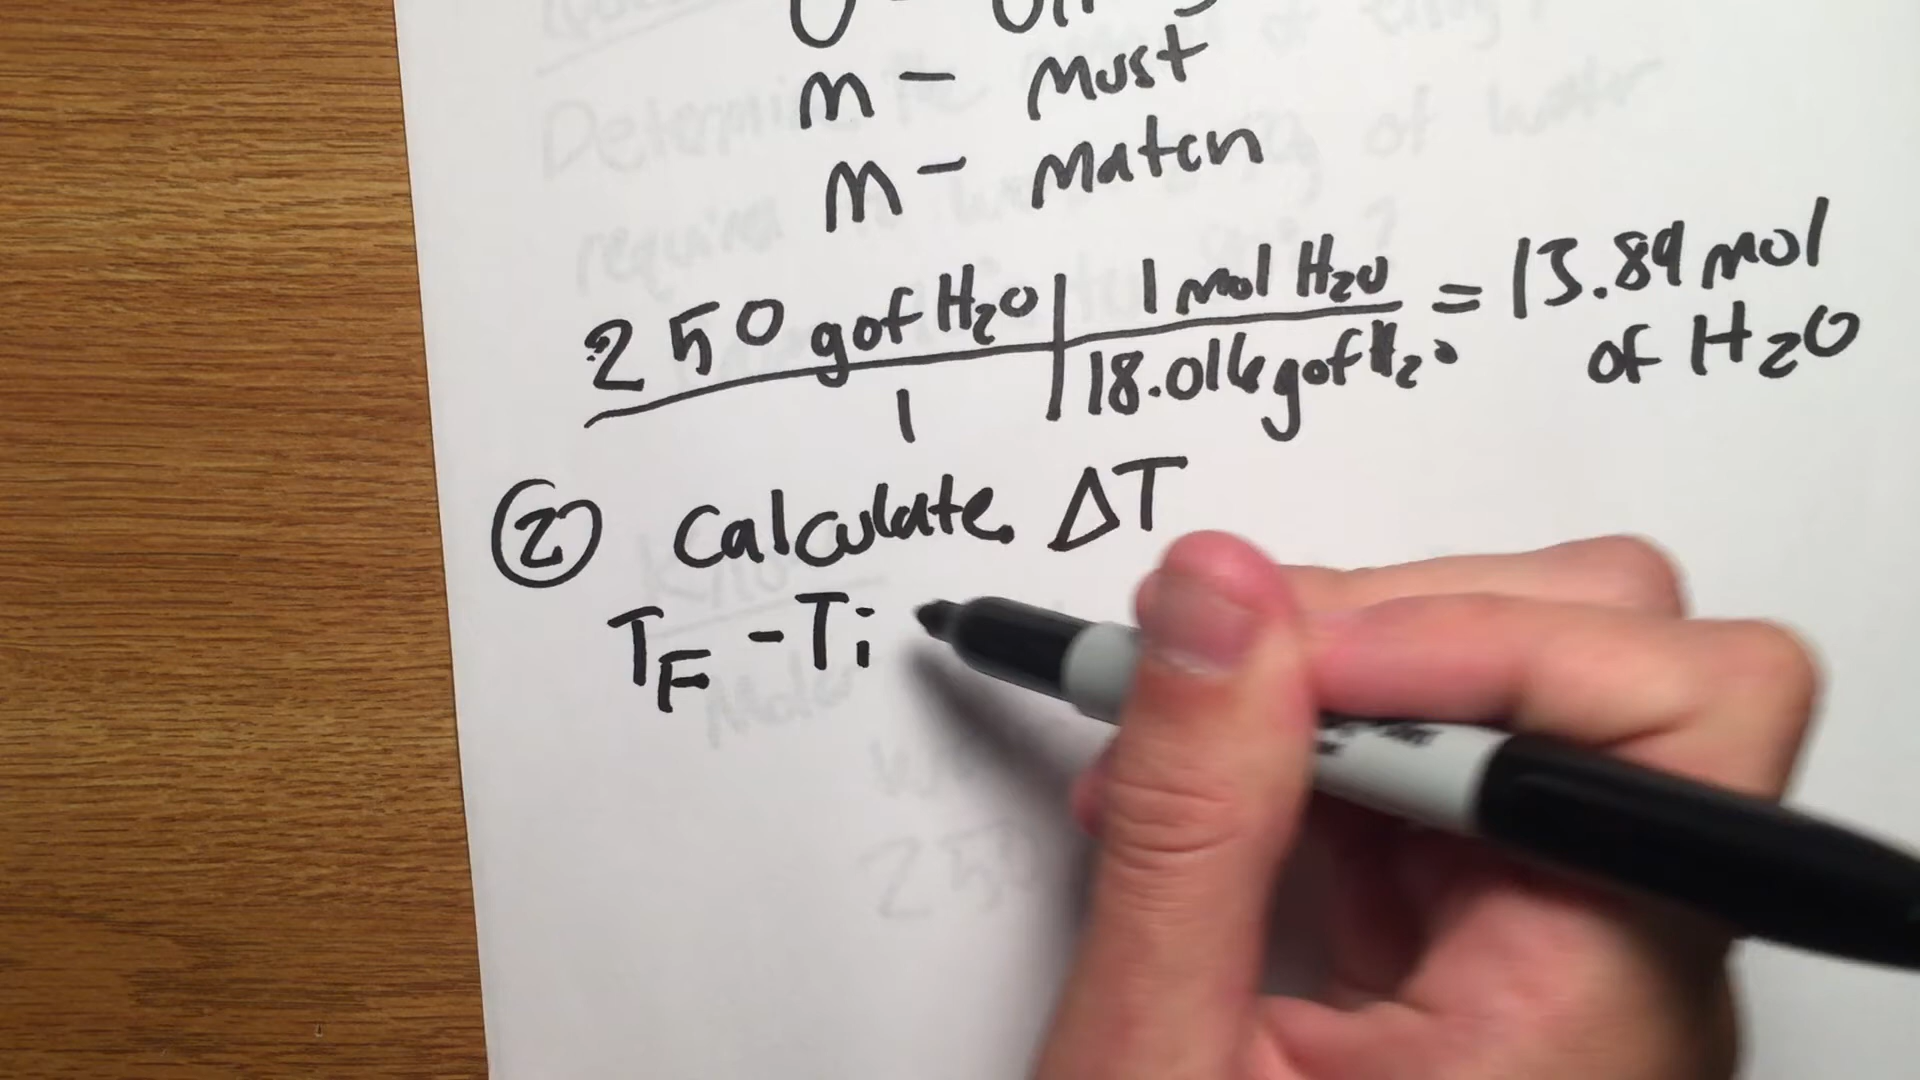 m - Must
m - Match
250 g of H2O | 1 mol H2O = 13.89 mol
1 | 18.016 g of H2O of H2O
② Calculate ΔT
TF - Ti